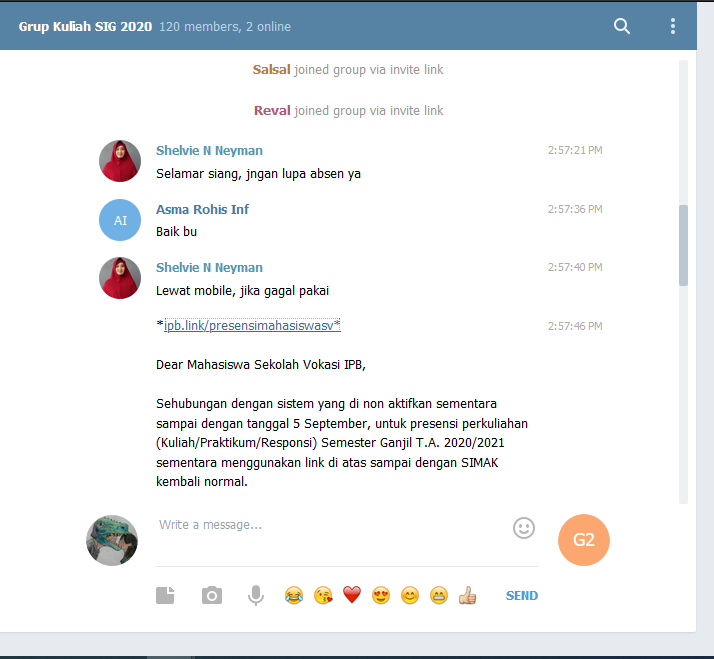 Grup Kuliah SIG 2020 120 members, 2 online
Salsal joined group via invite link
Reval joined group via invite link
Shelvie N Neyman 2:57:21 PM
Selamar siang, jngan lupa absen ya
AI
Asma Rohis Inf 2:57:36 PM
Baik bu
Shelvie N Neyman 2:57:40 PM
Lewat mobile, jika gagal pakai
*ipb.link/presensimahasiswasv* 2:57:46 PM
Dear Mahasiswa Sekolah Vokasi IPB,
Sehubungan dengan sistem yang di non aktifkan sementara
sampai dengan tanggal 5 September, untuk presensi perkuliahan
(Kuliah/Praktikum/Responsi) Semester Ganjil T.A. 2020/2021
sementara menggunakan link di atas sampai dengan SIMAK
kembali normal.
Write a message...
G2
SEND